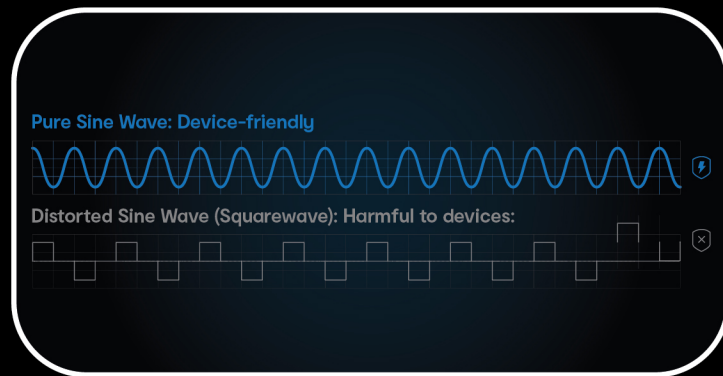 Pure Sine Wave: Device-friendly
Distorted Sine Wave (Squarewave): Harmful to devices: